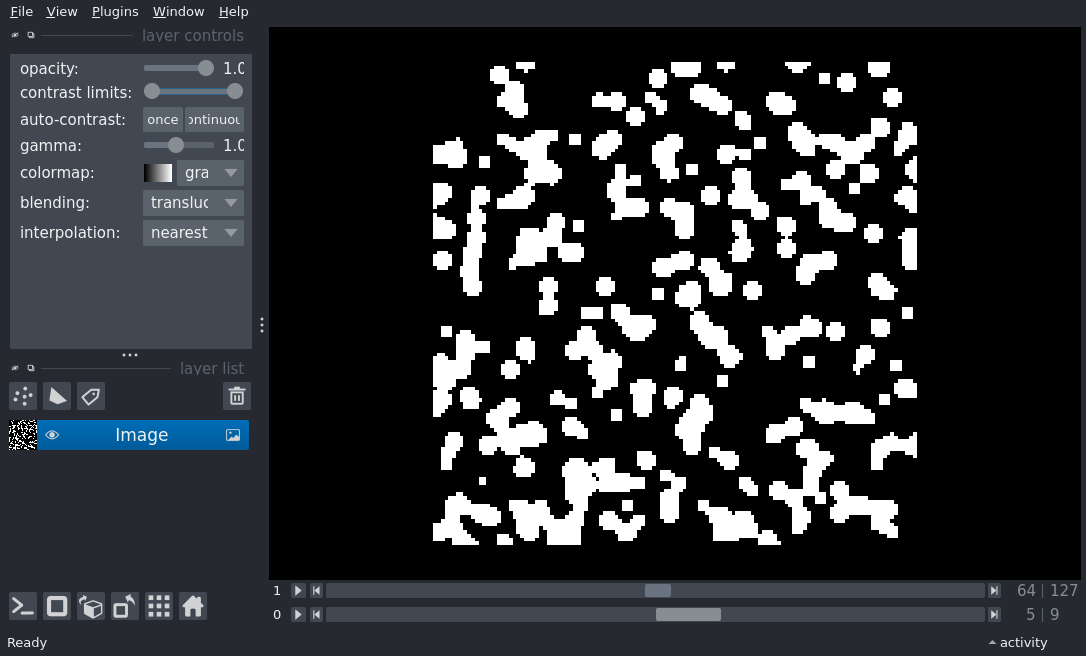 File View Plugins Window Help
layer controls
opacity: 1.0
contrast limits:
auto-contrast: once ontinuou
gamma: 1.0
colormap: gra
blending: transluc
interpolation: nearest
layer list
Image
1 64 127
0 5 9
Ready activity